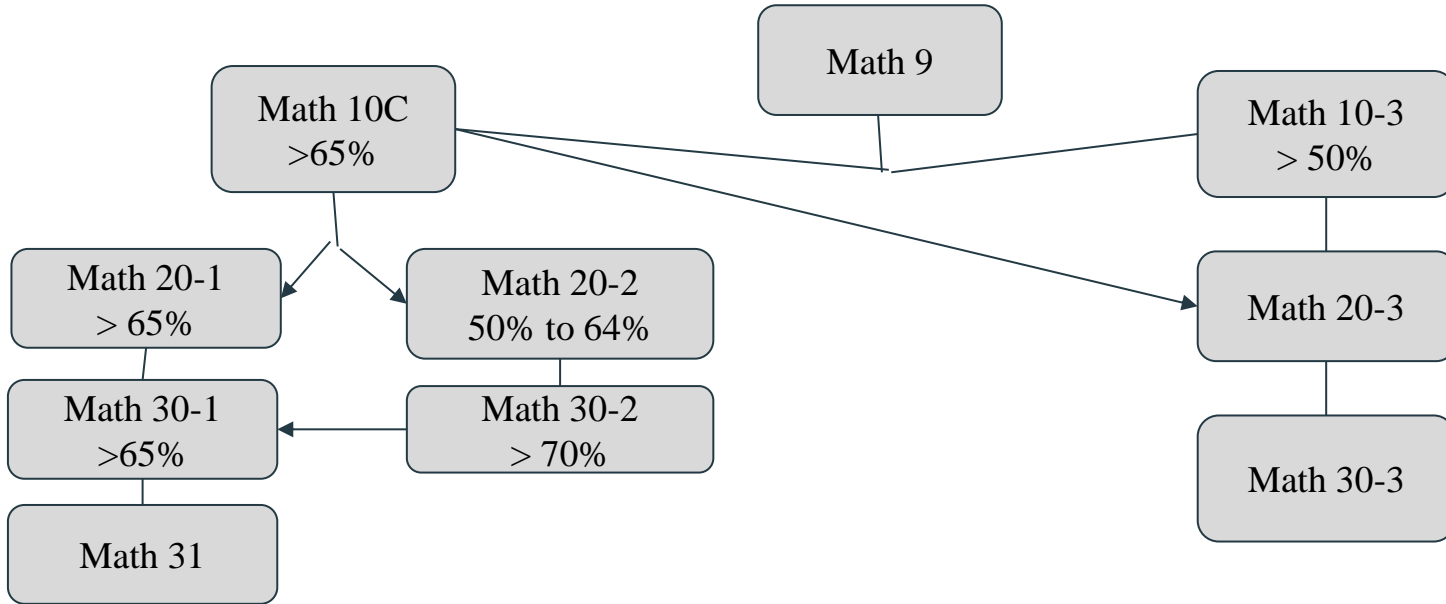 Math 9
Math 10C
>65%
Math 10-3
> 50%
Math 20-1
> 65%
Math 20-2
50% to 64%
Math 20-3
Math 30-1
>65%
Math 30-2
> 70%
Math 30-3
Math 31